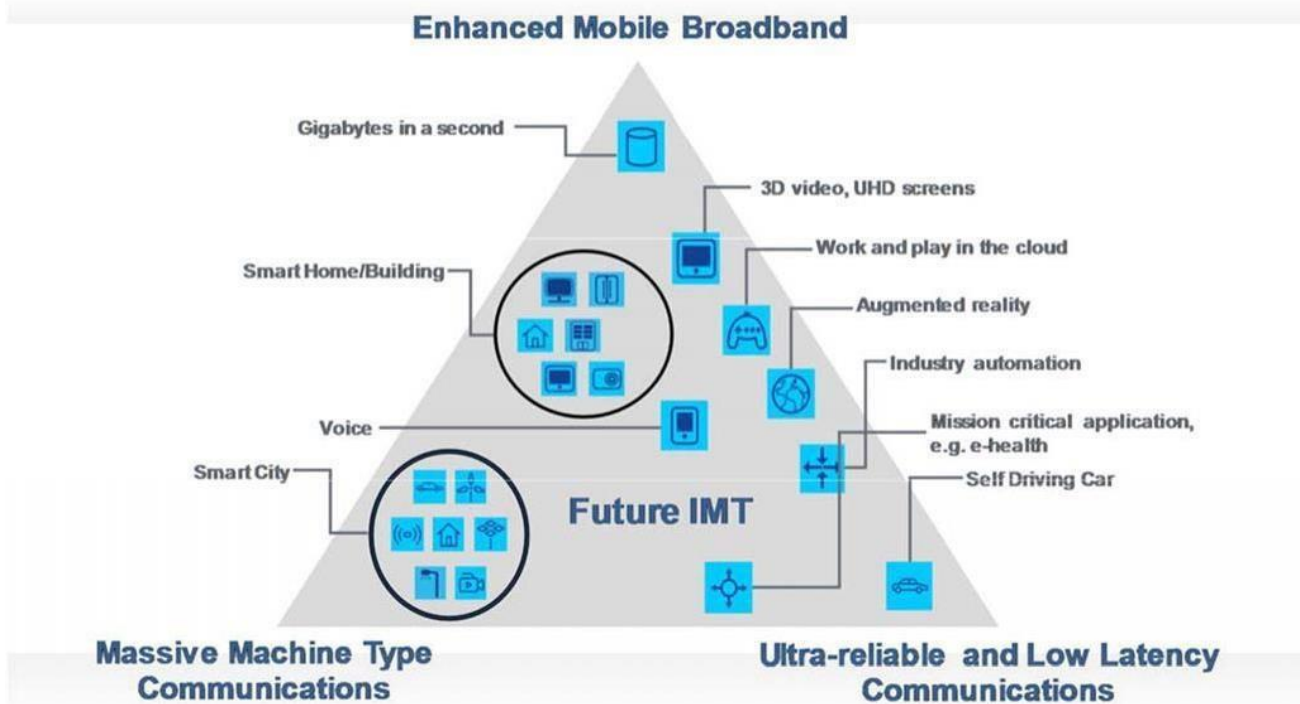 Enhanced Mobile Broadband
Gigabytes in a second
3D video, UHD screens
Work and play in the cloud
Smart Home/Building
Augmented reality
Industry automation
Voice
Mission critical application,
e.g. e-health
Smart City
Self Driving Car
Future IMT
Massive Machine Type
Communications
Ultra-reliable and Low Latency
Communications